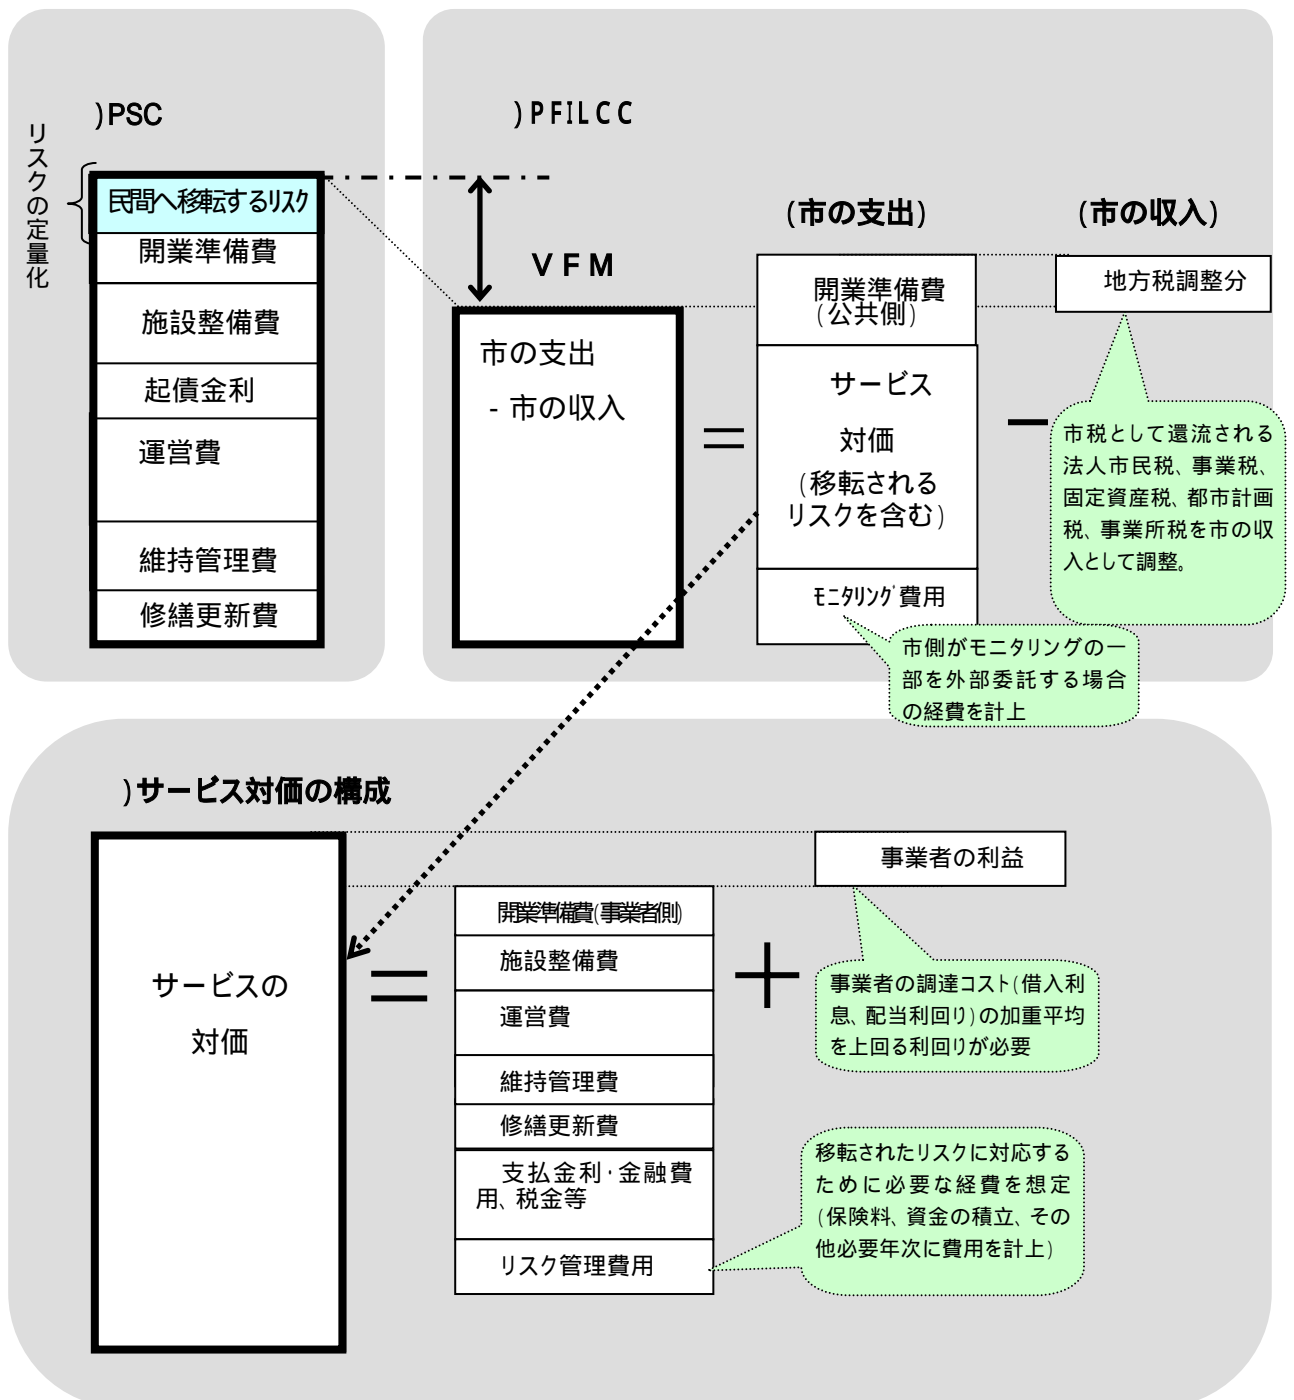 )PSC
リスクの定量化
民間へ移転するリスク
開業準備費
施設整備費
起債金利
運営費
維持管理費
修繕更新費
)PFILCC
VFM
市の支出
-市の収入
=
(市の支出)
開業準備費
(公共側)
サービス
対価
(移転される
リスクを含む)
モニタリング費用
市側がモニタリングの一
部を外部委託する場合
の経費を計上
(市の収入)
地方税調整分
市税として還流される
法人市民税、事業税、
固定資産税、都市計画
税、事業所税を市の収
入として調整。
)サービス対価の構成
サービスの
対価
=
開業準備費(事業者側)
施設整備費
運営費
維持管理費
修繕更新費
支払金利・金融費
用、税金等
リスク管理費用
+
事業者の利益
事業者の調達コスト(借入利
息、配当利回り)の加重平均
を上回る利回りが必要
移転されたリスクに対応する
ために必要な経費を想定
(保険料、資金の積立、その
他必要年次に費用を計上)